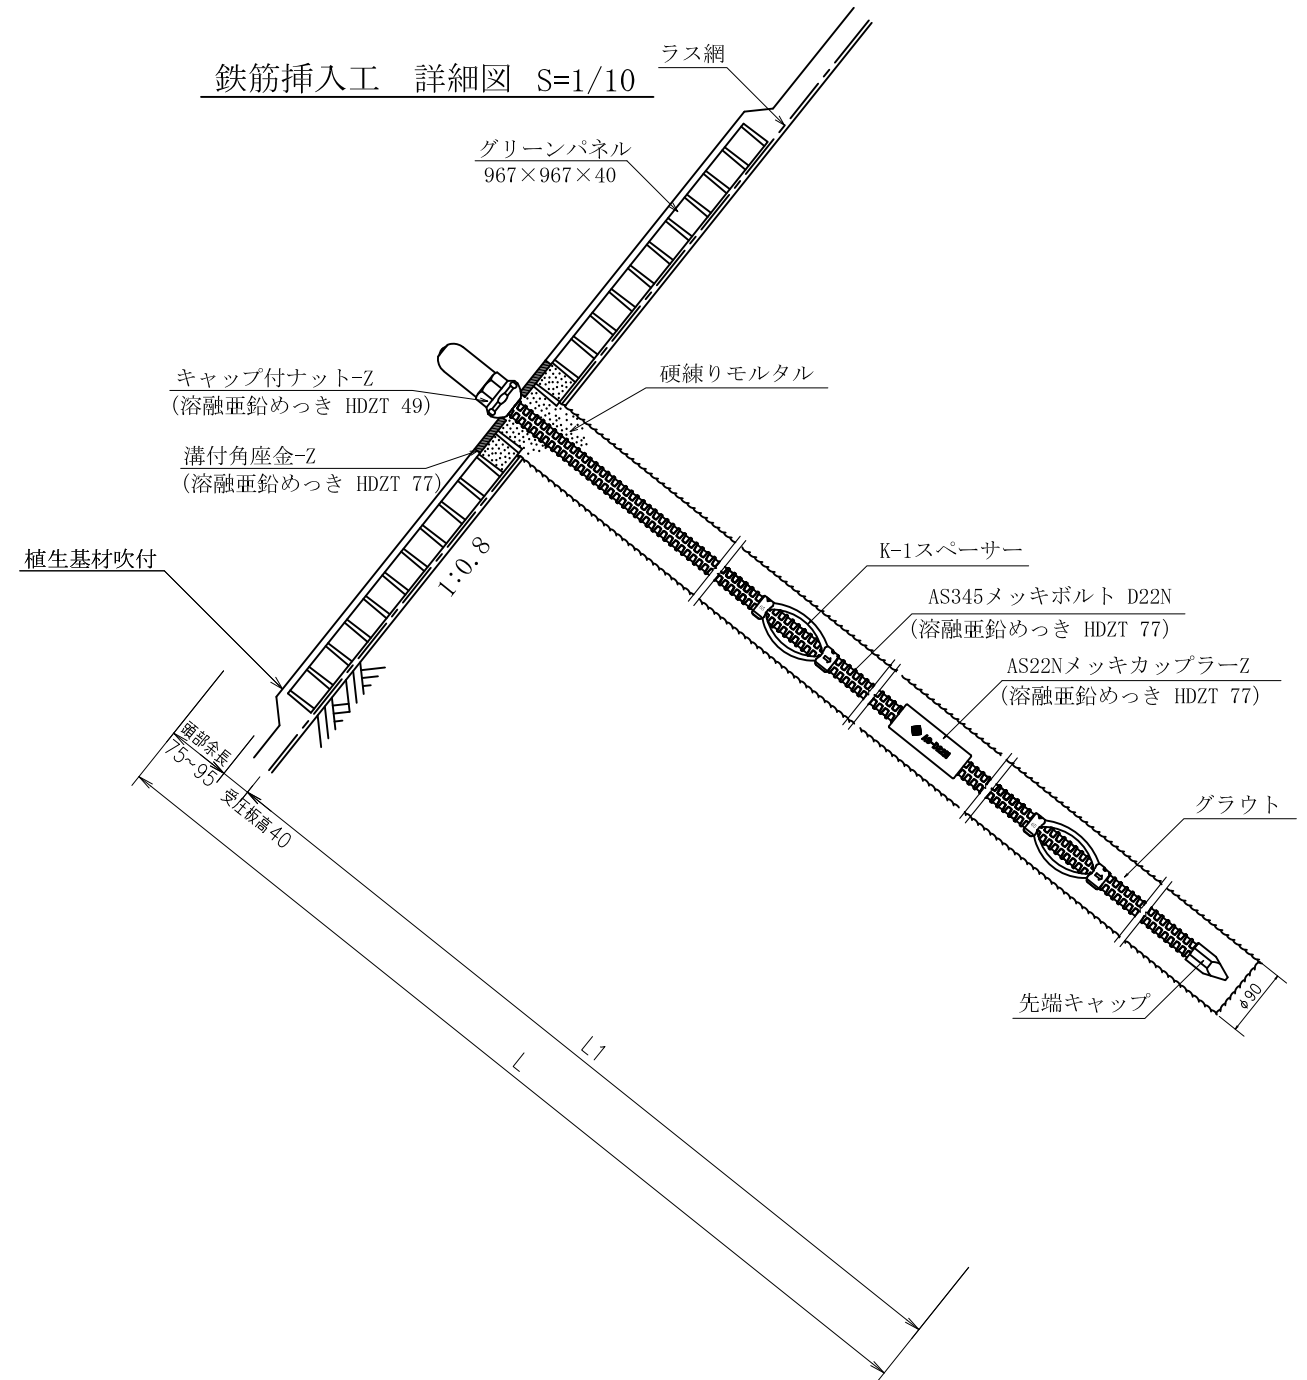 鉄筋挿入工　詳細図 S=1/10
ラス網
グリーンパネル
967×967×40
キャップ付ナット-Z
(溶融亜鉛めっき HDZT 49)
硬練りモルタル
溝付角座金-Z
(溶融亜鉛めっき HDZT 77)
植生基材吹付
1:0.8
K-1スペーサー
AS345メッキボルト D22N
(溶融亜鉛めっき HDZT 77)
AS22NメッキカップラーZ
(溶融亜鉛めっき HDZT 77)
頭部余長
75~95
受圧板高40
グラウト
先端キャップ
φ90
L1
L